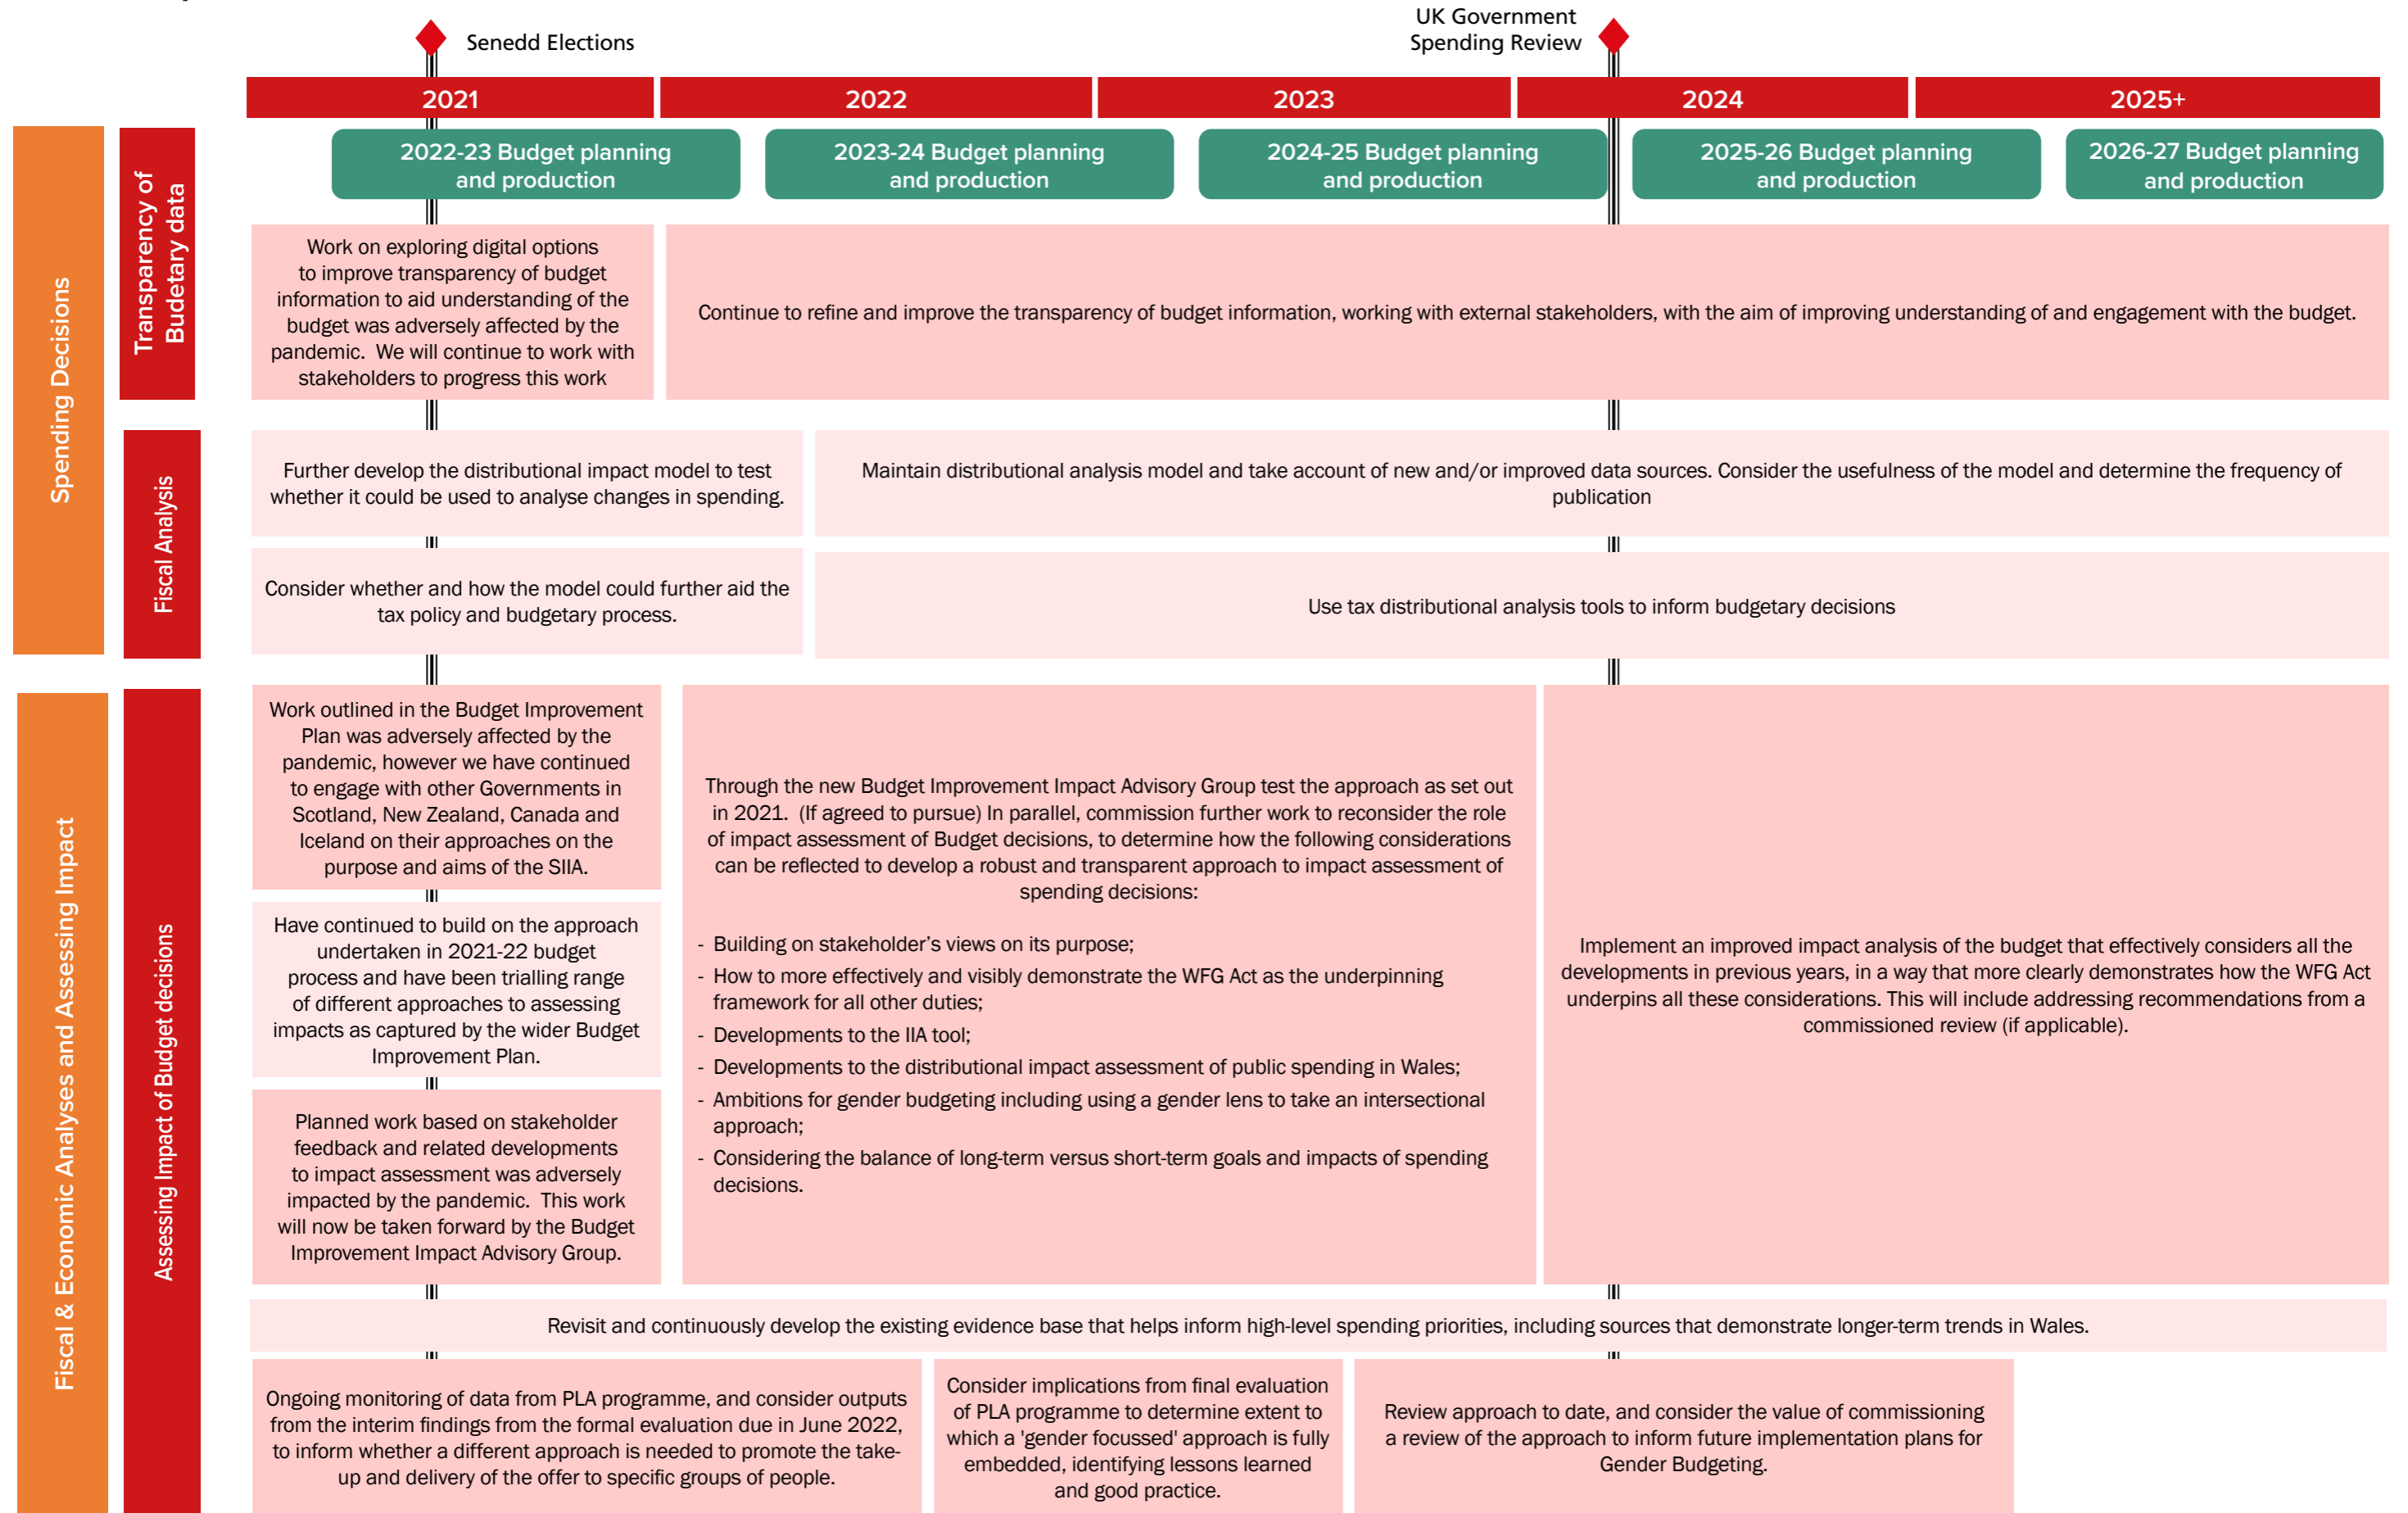 Senedd Elections
UK Government
Spending Review
2021
2022
2023
2024
2025+
Spending Decisions
Transparency of
Budetary data
2022-23 Budget planning
and production
2023-24 Budget planning
and production
2024-25 Budget planning
and production
2025-26 Budget planning
and production
2026-27 Budget planning
and production
Work on exploring digital options
to improve transparency of budget
information to aid understanding of the
budget was adversely affected by the
pandemic.  We will continue to work with
stakeholders to progress this work
Continue to refine and improve the transparency of budget information, working with external stakeholders, with the aim of improving understanding of and engagement with the budget.
Fiscal Analysis
Further develop the distributional impact model to test
whether it could be used to analyse changes in spending.
Maintain distributional analysis model and take account of new and/or improved data sources. Consider the usefulness of the model and determine the frequency of
publication
Consider whether and how the model could further aid the
tax policy and budgetary process.
Use tax distributional analysis tools to inform budgetary decisions
Fiscal & Economic Analyses and Assessing Impact
Assessing Impact of Budget decisions
Work outlined in the Budget Improvement
Plan was adversely affected by the
pandemic, however we have continued
to engage with other Governments in
Scotland, New Zealand, Canada and
Iceland on their approaches on the
purpose and aims of the SIIA.
Have continued to build on the approach
undertaken in 2021-22 budget
process and have been trialling range
of different approaches to assessing
impacts as captured by the wider Budget
Improvement Plan.
Planned work based on stakeholder
feedback and related developments
to impact assessment was adversely
impacted by the pandemic.  This work
will now be taken forward by the Budget
Improvement Impact Advisory Group.
Through the new Budget Improvement Impact Advisory Group test the approach as set out
in 2021.  (If agreed to pursue) In parallel, commission further work to reconsider the role
of impact assessment of Budget decisions, to determine how the following considerations
can be reflected to develop a robust and transparent approach to impact assessment of
spending decisions:
- Building on stakeholder’s views on its purpose;
- How to more effectively and visibly demonstrate the WFG Act as the underpinning
framework for all other duties;
- Developments to the IIA tool;
- Developments to the distributional impact assessment of public spending in Wales;
- Ambitions for gender budgeting including using a gender lens to take an intersectional
approach;
- Considering the balance of long-term versus short-term goals and impacts of spending
decisions.
Implement an improved impact analysis of the budget that effectively considers all the
developments in previous years, in a way that more clearly demonstrates how the WFG Act
underpins all these considerations. This will include addressing recommendations from a
commissioned review (if applicable).
Revisit and continuously develop the existing evidence base that helps inform high-level spending priorities, including sources that demonstrate longer-term trends in Wales.
Ongoing monitoring of data from PLA programme, and consider outputs
from the interim findings from the formal evaluation due in June 2022,
to inform whether a different approach is needed to promote the take-
up and delivery of the offer to specific groups of people.
Consider implications from final evaluation
of PLA programme to determine extent to
which a 'gender focussed' approach is fully
embedded, identifying lessons learned
and good practice.
Review approach to date, and consider the value of commissioning
a review of the approach to inform future implementation plans for
Gender Budgeting.